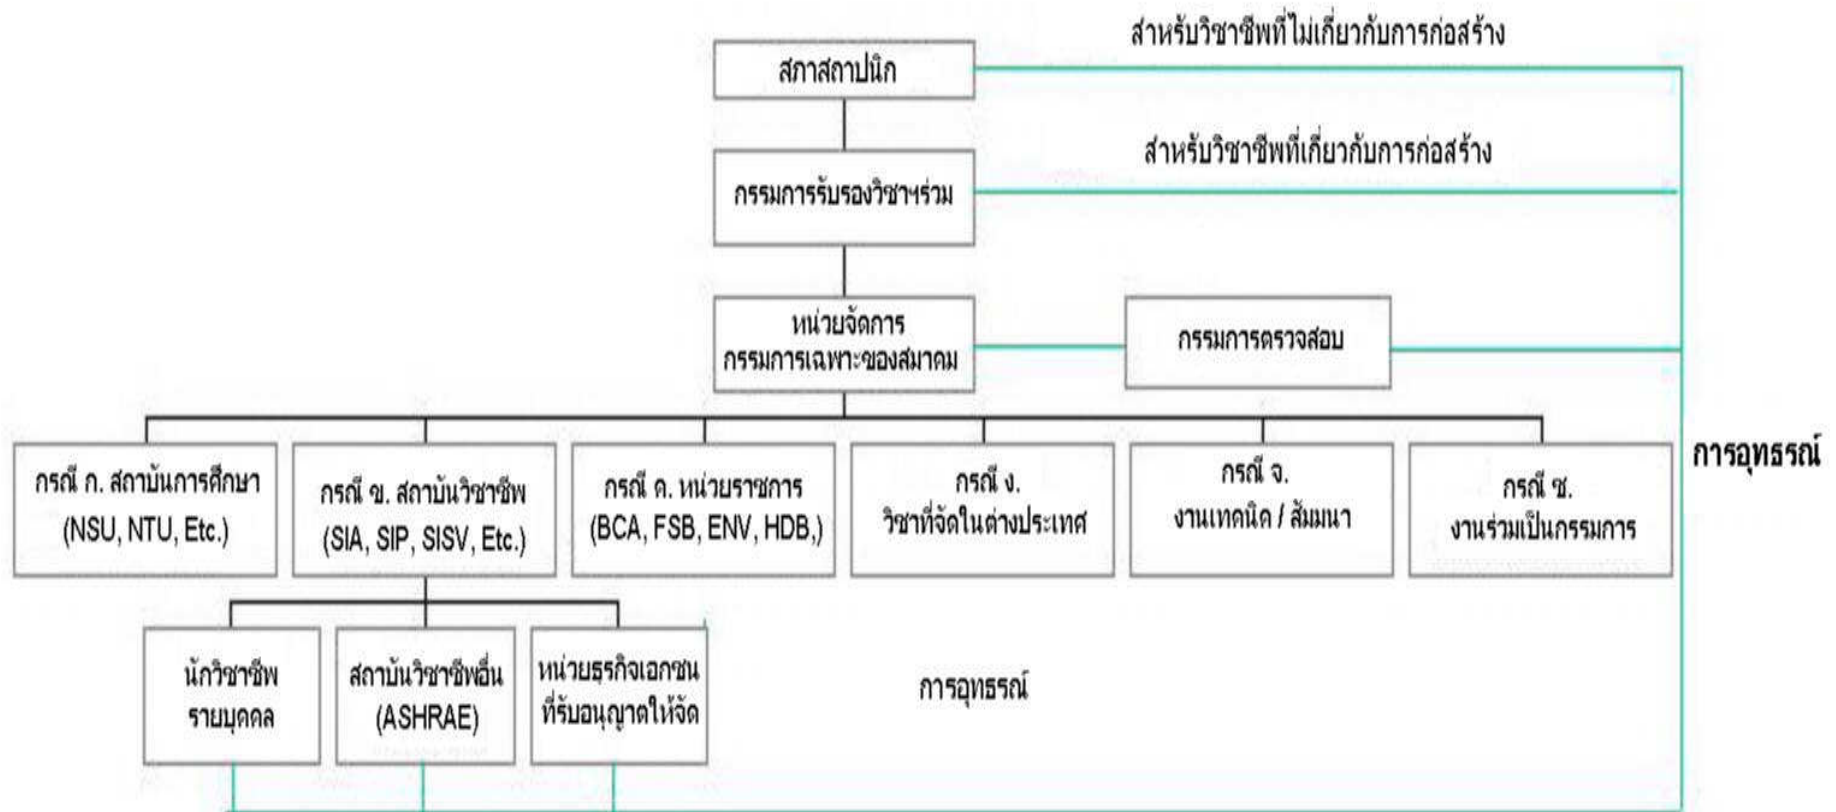 สำหรับวิชาชีพที่ไม่เกี่ยวกับการก่อสร้าง
สภาสถาปนิก
สำหรับวิชาชีพที่เกี่ยวกับการก่อสร้าง
กรรมการรับรองวิชาฯร่วม
หน่วยจัดการ
กรรมการเฉพาะของสมาคม
กรรมการตรวจสอบ
กรณี ก. สถาบันการศึกษา
(NSU, NTU, Etc.)
กรณี ข. สถาบันวิชาชีพ
(SIA, SIP, SISV, Etc.)
กรณี ค. หน่วยราชการ
(BCA, FSB, ENV, HDB,)
กรณี ง.
วิชาที่จัดในต่างประเทศ
กรณี จ.
งานเทคนิค / สัมมนา
กรณี ช.
งานร่วมเป็นกรรมการ
การอุทธรณ์
นักวิชาชีพ
รายบุคคล
สถาบันวิชาชีพอื่น
(ASHRAE)
หน่วยธุรกิจเอกชน
ที่รับอนุญาตให้จัด
การอุทธรณ์